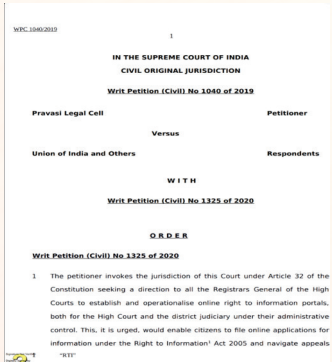 WPC 1040/2019
1
IN THE SUPREME COURT OF INDIA
CIVIL ORIGINAL JURISDICTION
Writ Petition (Civil) No 1040 of 2019
Pravasi Legal Cell Petitioner
Versus
Union of India and Others Respondents
W I T H
Writ Petition (Civil) No 1325 of 2020
O R D E R
Writ Petition (Civil) No 1325 of 2020
1 The petitioner invokes the jurisdiction of this Court under Article 32 of the
Constitution seeking a direction to all the Registrars General of the High
Courts to establish and operationalise online right to information portals,
both for the High Court and the district judiciary under their administrative
control. This, it is urged, would enable citizens to file online applications for
information under the Right to Information¹ Act 2005 and navigate appeals
1 "RTI"